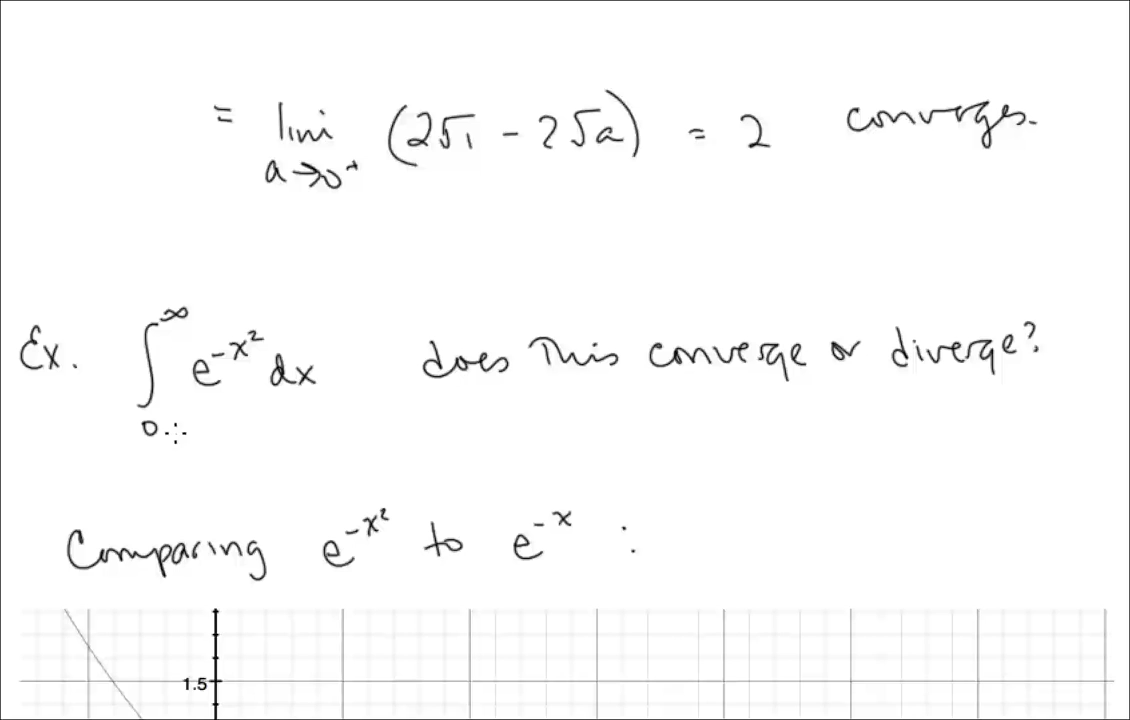 = lim (2√1 - 2√a) = 2 converges.
a→0⁺
Ex. ∫₀^∞ e^{-x²} dx does this converge or diverge?
Comparing e^{-x²} to e^{-x} :
1.5